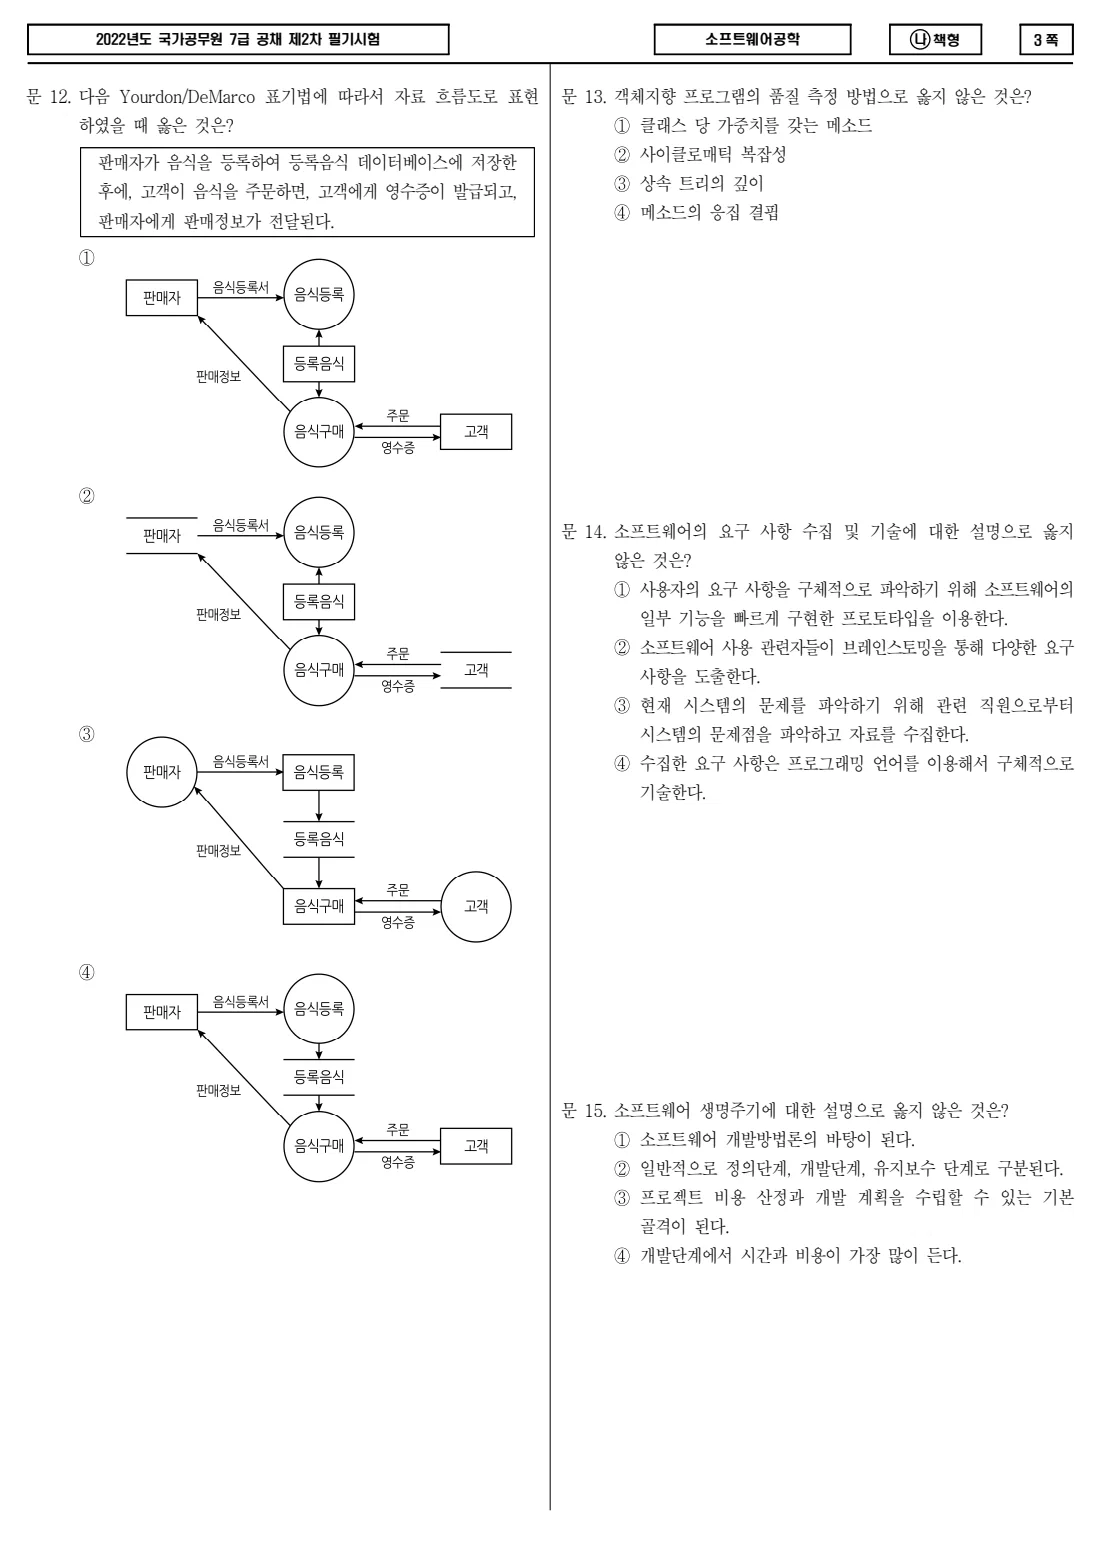 2022년도 국가공무원 7급 공채 제2차 필기시험
소프트웨어공학
나 책형
3 쪽
문 12. 다음 Yourdon/DeMarco 표기법에 따라서 자료 흐름도로 표현
하였을 때 옳은 것은?
판매자가 음식을 등록하여 등록음식 데이터베이스에 저장한
후에, 고객이 음식을 주문하면, 고객에게 영수증이 발급되고,
판매자에게 판매정보가 전달된다.
①
판매자
음식등록서
음식등록
등록음식
판매정보
음식구매
주문
영수증
고객
②
판매자
음식등록서
음식등록
등록음식
판매정보
음식구매
주문
영수증
고객
③
판매자
음식등록서
음식등록
등록음식
판매정보
음식구매
주문
영수증
고객
④
판매자
음식등록서
음식등록
등록음식
판매정보
음식구매
주문
영수증
고객
문 13. 객체지향 프로그램의 품질 측정 방법으로 옳지 않은 것은?
① 클래스 당 가중치를 갖는 메소드
② 사이클로매틱 복잡성
③ 상속 트리의 깊이
④ 메소드의 응집 결핍
문 14. 소프트웨어의 요구 사항 수집 및 기술에 대한 설명으로 옳지
않은 것은?
① 사용자의 요구 사항을 구체적으로 파악하기 위해 소프트웨어의
일부 기능을 빠르게 구현한 프로토타입을 이용한다.
② 소프트웨어 사용 관련자들이 브레인스토밍을 통해 다양한 요구
사항을 도출한다.
③ 현재 시스템의 문제를 파악하기 위해 관련 직원으로부터
시스템의 문제점을 파악하고 자료를 수집한다.
④ 수집한 요구 사항은 프로그래밍 언어를 이용해서 구체적으로
기술한다.
문 15. 소프트웨어 생명주기에 대한 설명으로 옳지 않은 것은?
① 소프트웨어 개발방법론의 바탕이 된다.
② 일반적으로 정의단계, 개발단계, 유지보수 단계로 구분된다.
③ 프로젝트 비용 산정과 개발 계획을 수립할 수 있는 기본
골격이 된다.
④ 개발단계에서 시간과 비용이 가장 많이 든다.